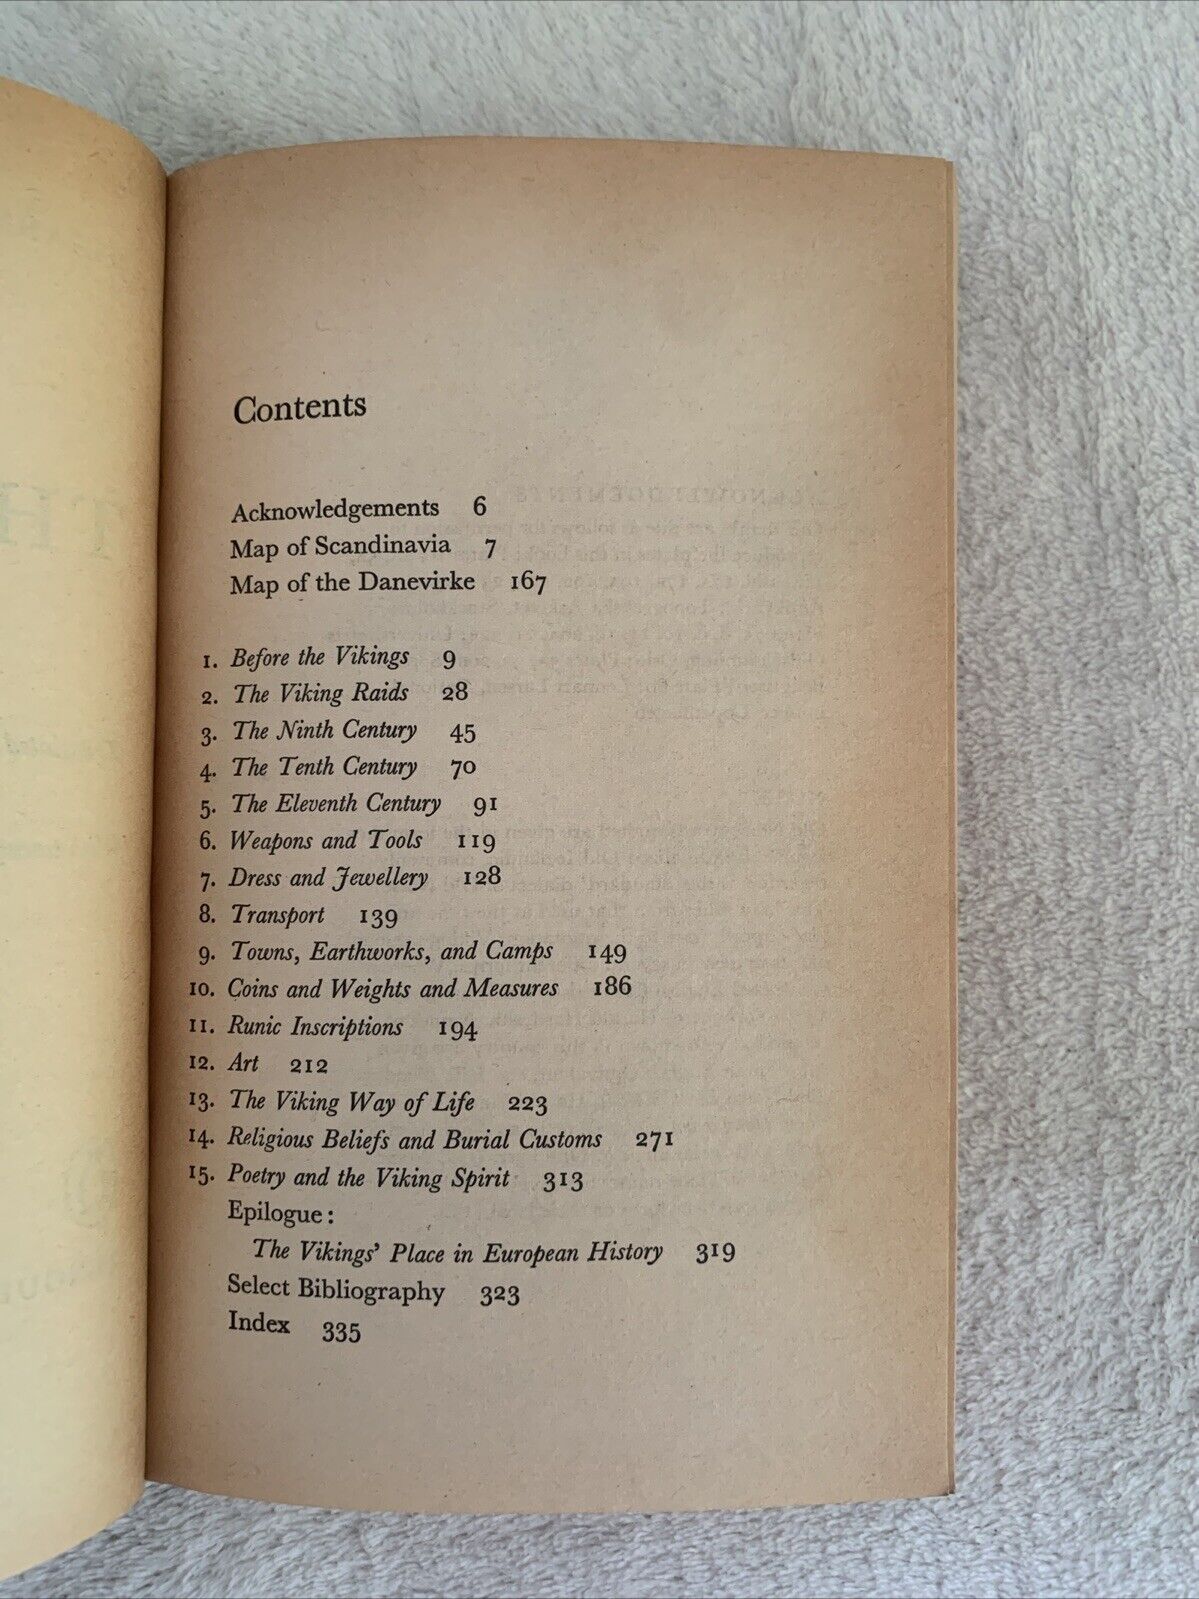 Contents
Acknowledgements 6
Map of Scandinavia 7
Map of the Danevirke 167
1. Before the Vikings 9
2. The Viking Raids 28
3. The Ninth Century 45
4. The Tenth Century 70
5. The Eleventh Century 91
6. Weapons and Tools 119
7. Dress and Jewellery 128
8. Transport 139
9. Towns, Earthworks, and Camps 149
10. Coins and Weights and Measures 186
11. Runic Inscriptions 194
12. Art 212
13. The Viking Way of Life 223
14. Religious Beliefs and Burial Customs 271
15. Poetry and the Viking Spirit 313
Epilogue:
The Vikings' Place in European History 319
Select Bibliography 323
Index 335